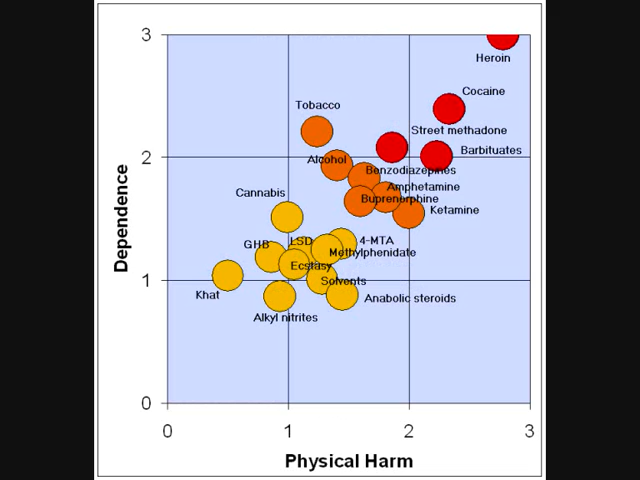 3
Heroin
Cocaine
Tobacco
Street methadone
Barbituates
2
Alcohol
Benzodiazepines
Amphetamine
Cannabis
Buprenorphine
Ketamine
Dependence
GHB
LSD
4-MTA
Methylphenidate
Ecstasy
1
Solvents
Khat
Anabolic steroids
Alkyl nitrites
0
0 1 2 3
Physical Harm